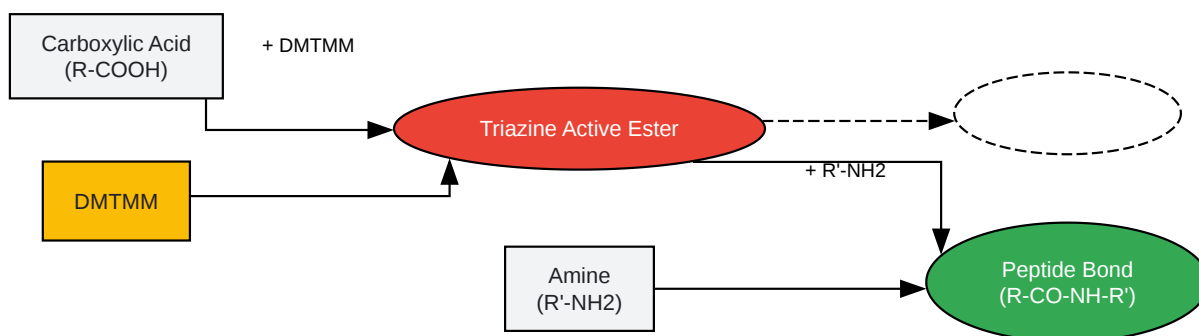 Carboxylic Acid
(R-COOH)
+ DMTMM
Triazine Active Ester
+ R'-NH2
DMTMM
Amine
(R'-NH2)
Peptide Bond
(R-CO-NH-R')